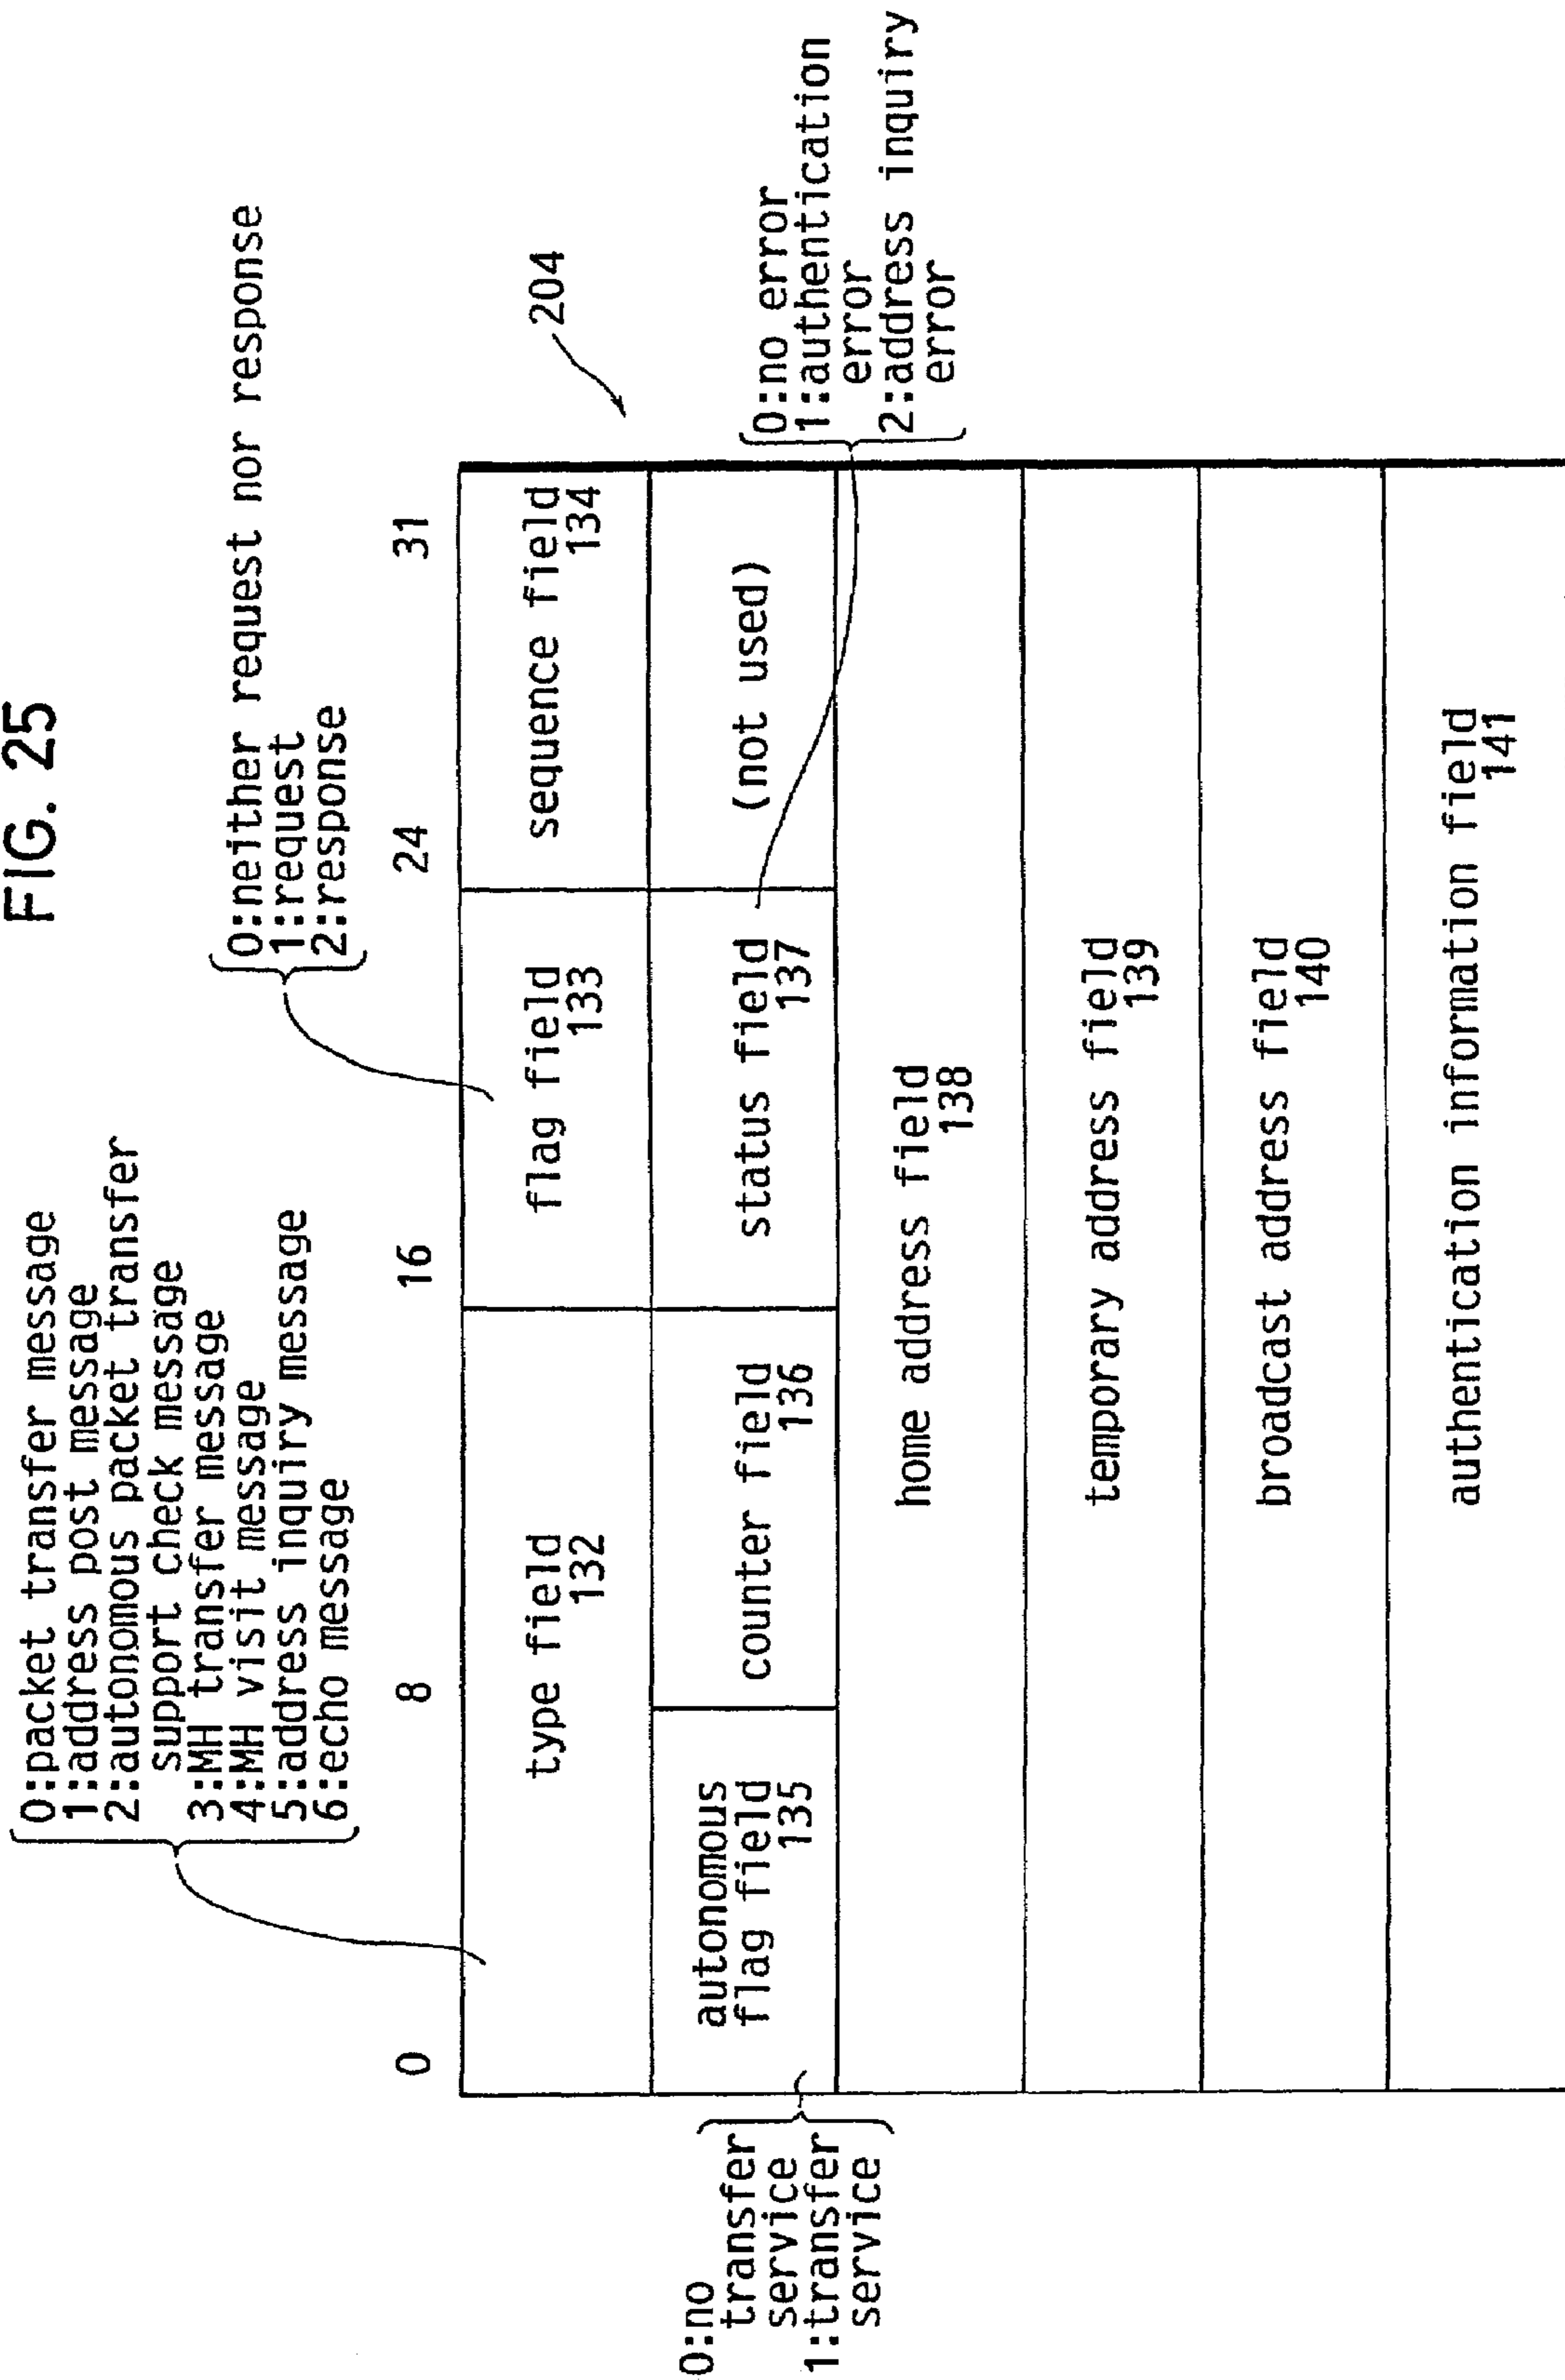 FIG. 25
0:packet transfer message
1:address post message
2:autonomous packet transfer
support check message
3:MH transfer message
4:MH visit message
5:address inquiry message
6:echo message
0:neither request nor response
1:request
2:response
0
8
16
24
31
204
type field
132
flag field
133
sequence field
134
0:no
transfer
service
1:transfer
service
autonomous
flag field
135
counter field
136
status field
137
(not used)
0:no error
1:authentication
error
2:address inquiry
error
home address field
138
temporary address field
139
broadcast address field
140
authentication information field
141